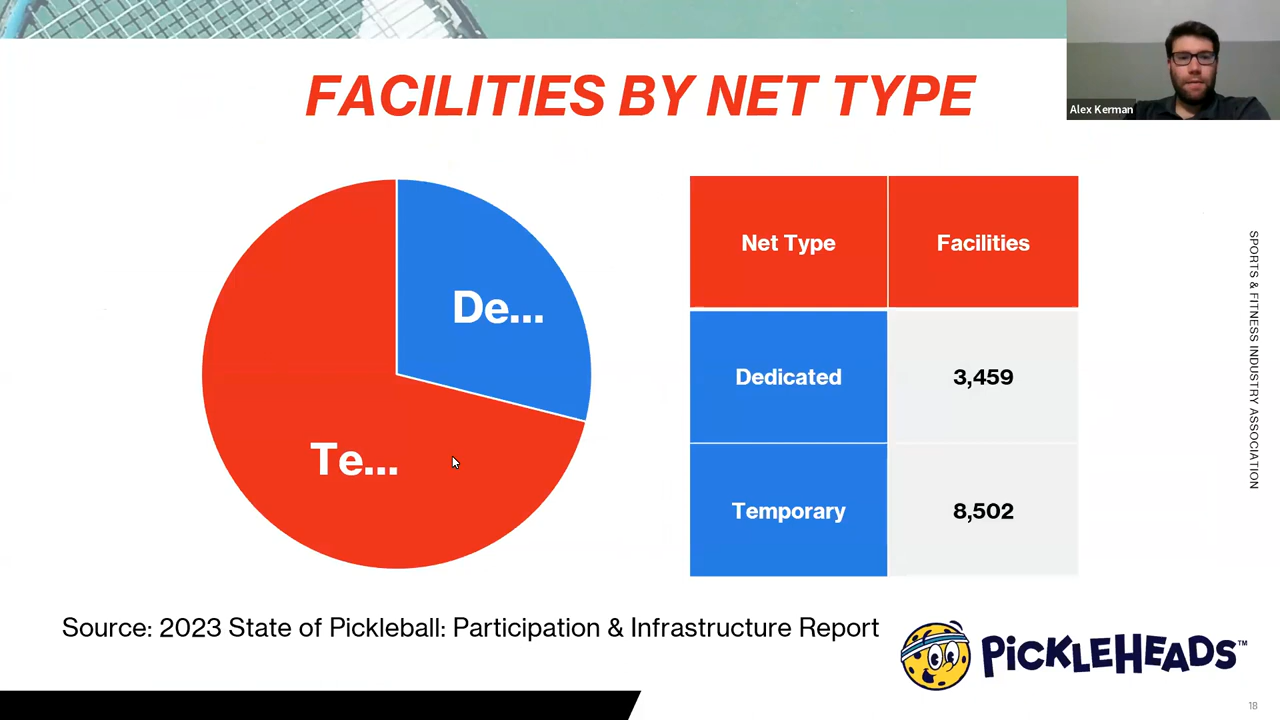 FACILITIES BY NET TYPE
Alex Kerman
De...
Te...
Net Type Facilities
Dedicated 3,459
Temporary 8,502
SPORTS & FITNESS INDUSTRY ASSOCIATION
Source: 2023 State of Pickleball: Participation & Infrastructure Report
PiCKLEHEADS™
18